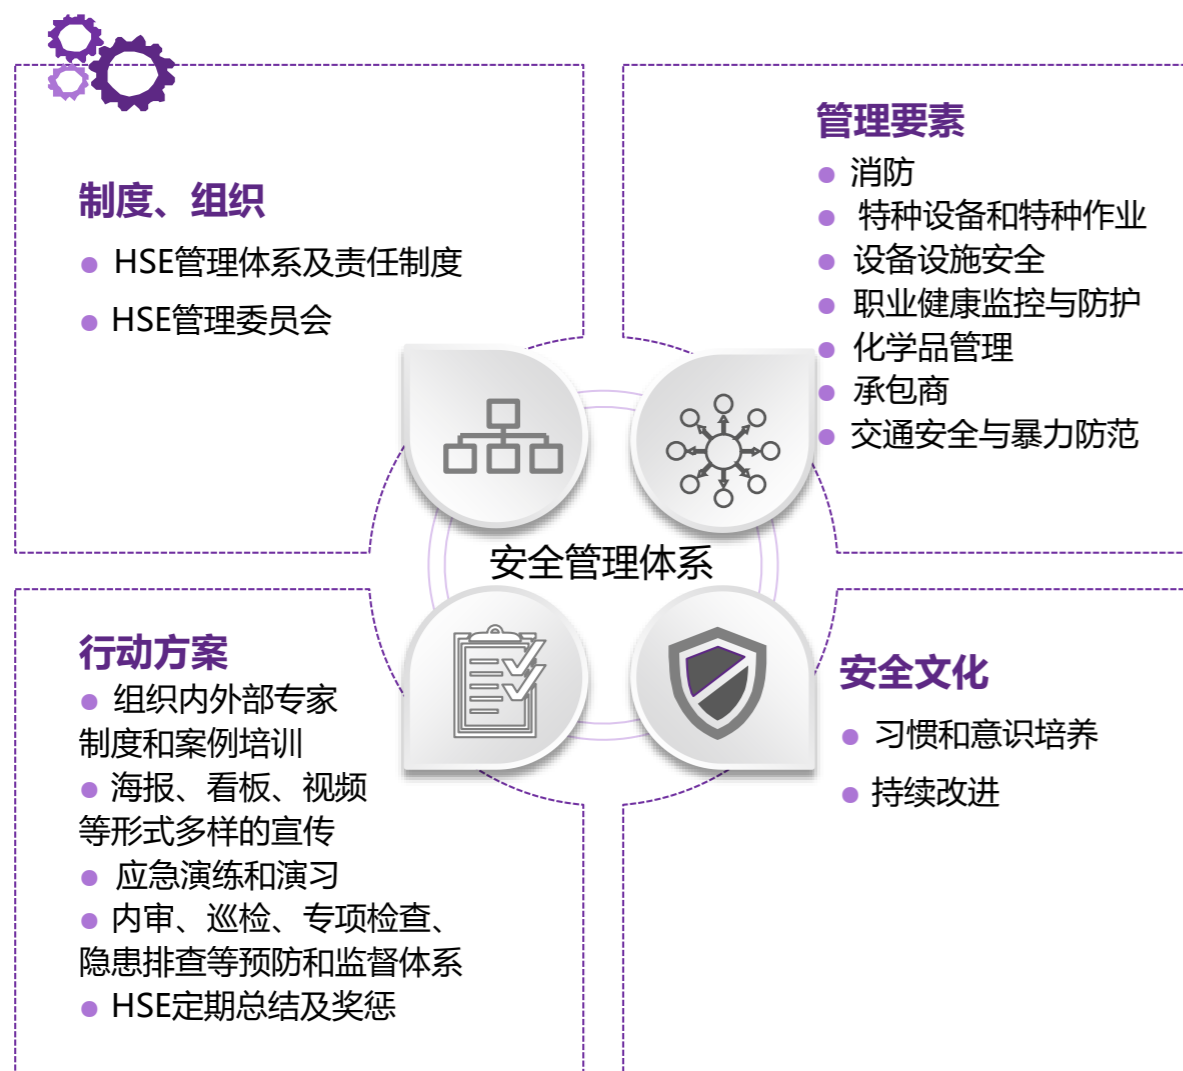 制度、组织
● HSE管理体系及责任制度
● HSE管理委员会
管理要素
● 消防
● 特种设备和特种作业
● 设备设施安全
● 职业健康监控与防护
● 化学品管理
● 承包商
● 交通安全与暴力防范
安全管理体系
行动方案
● 组织内外部专家
制度和案例培训
● 海报、看板、视频
等形式多样的宣传
● 应急演练和演习
● 内审、巡检、专项检查、
隐患排查等预防和监督体系
● HSE定期总结及奖惩
安全文化
● 习惯和意识培养
● 持续改进